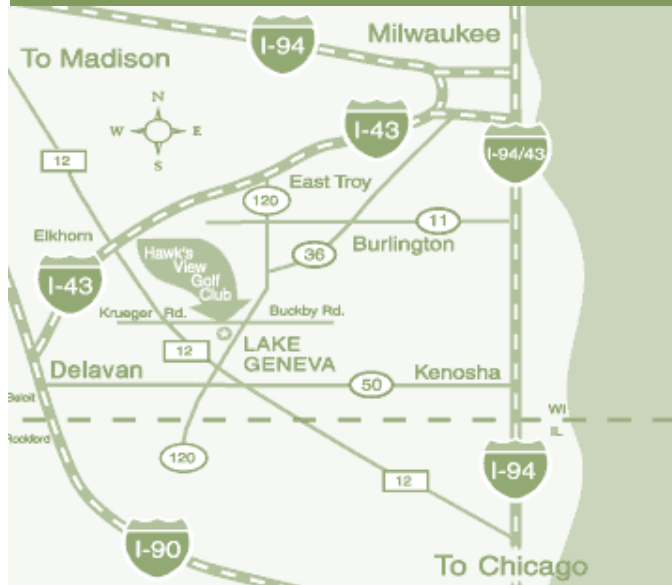 I-94
Milwaukee
To Madison
N
W
E
S
I-43
12
I-94/43
East Troy
120
11
Elkhorn
36
Burlington
Hawk's
View
Golf
Club
I-43
Krueger Rd.
Buckby Rd.
LAKE
GENEVA
12
Delavan
50
Kenosha
Beloit
WI
IL
Rockford
120
I-94
12
I-90
To Chicago